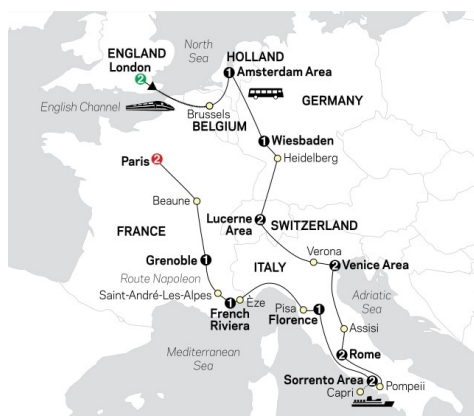 North
Sea
ENGLAND
London
2
HOLLAND
1 Amsterdam Area
English Channel
Brussels
BELGIUM
GERMANY
1 Wiesbaden
Heidelberg
Paris 2
Beaune
Lucerne
Area
2
SWITZERLAND
FRANCE
Verona
2 Venice Area
Grenoble 1
ITALY
Route Napoleon
Saint-André-Les-Alpes
1
French
Riviera
Èze
Pisa
Florence
1
Adriatic
Sea
Assisi
Mediterranean
Sea
2 Rome
Sorrento Area 2
Capri
Pompeii